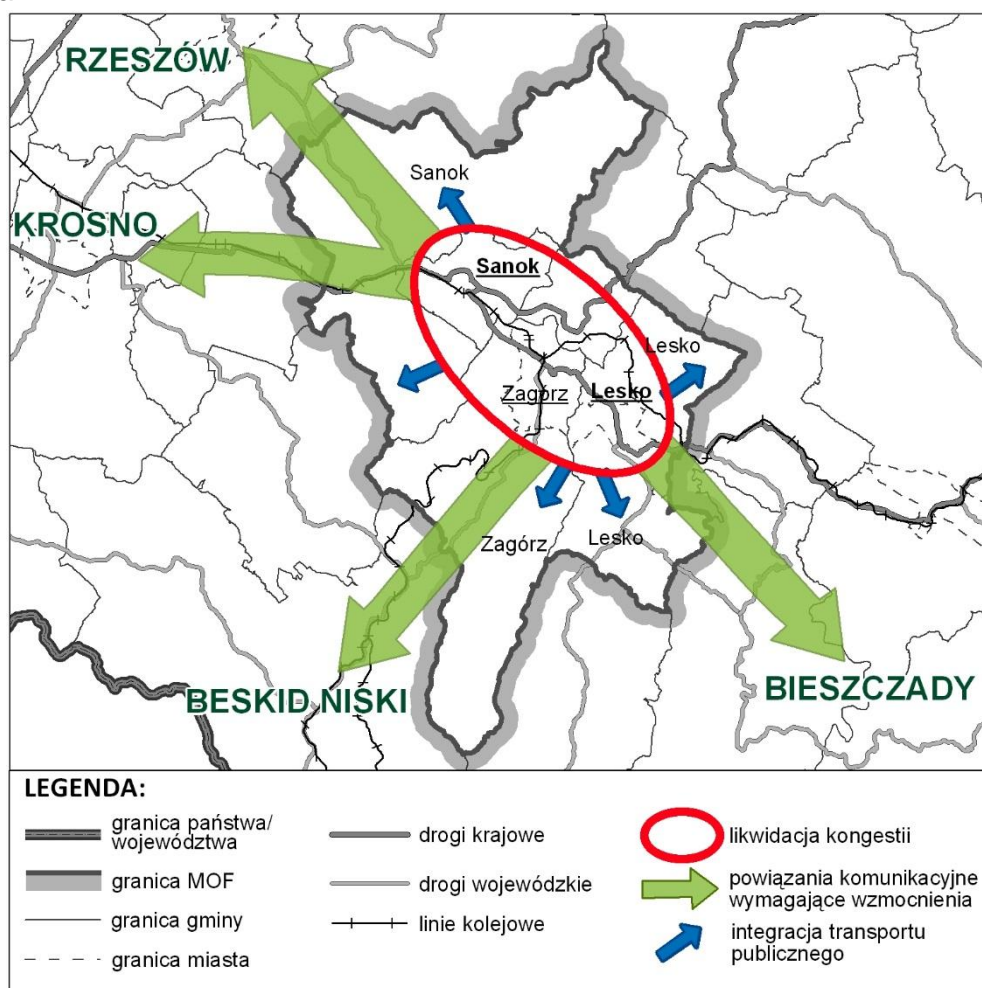 RZESZÓW
Sanok
KROSNO
Sanok
Lesko
Zagórz
Lesko
Zagórz
Lesko
BESKID NISKI
BIESZCZADY
LEGENDA:
granica państwa/
województwa
granica MOF
granica gminy
granica miasta
drogi krajowe
drogi wojewódzkie
linie kolejowe
likwidacja kongestii
powiązania komunikacyjne
wymagające wzmocnienia
integracja transportu
publicznego